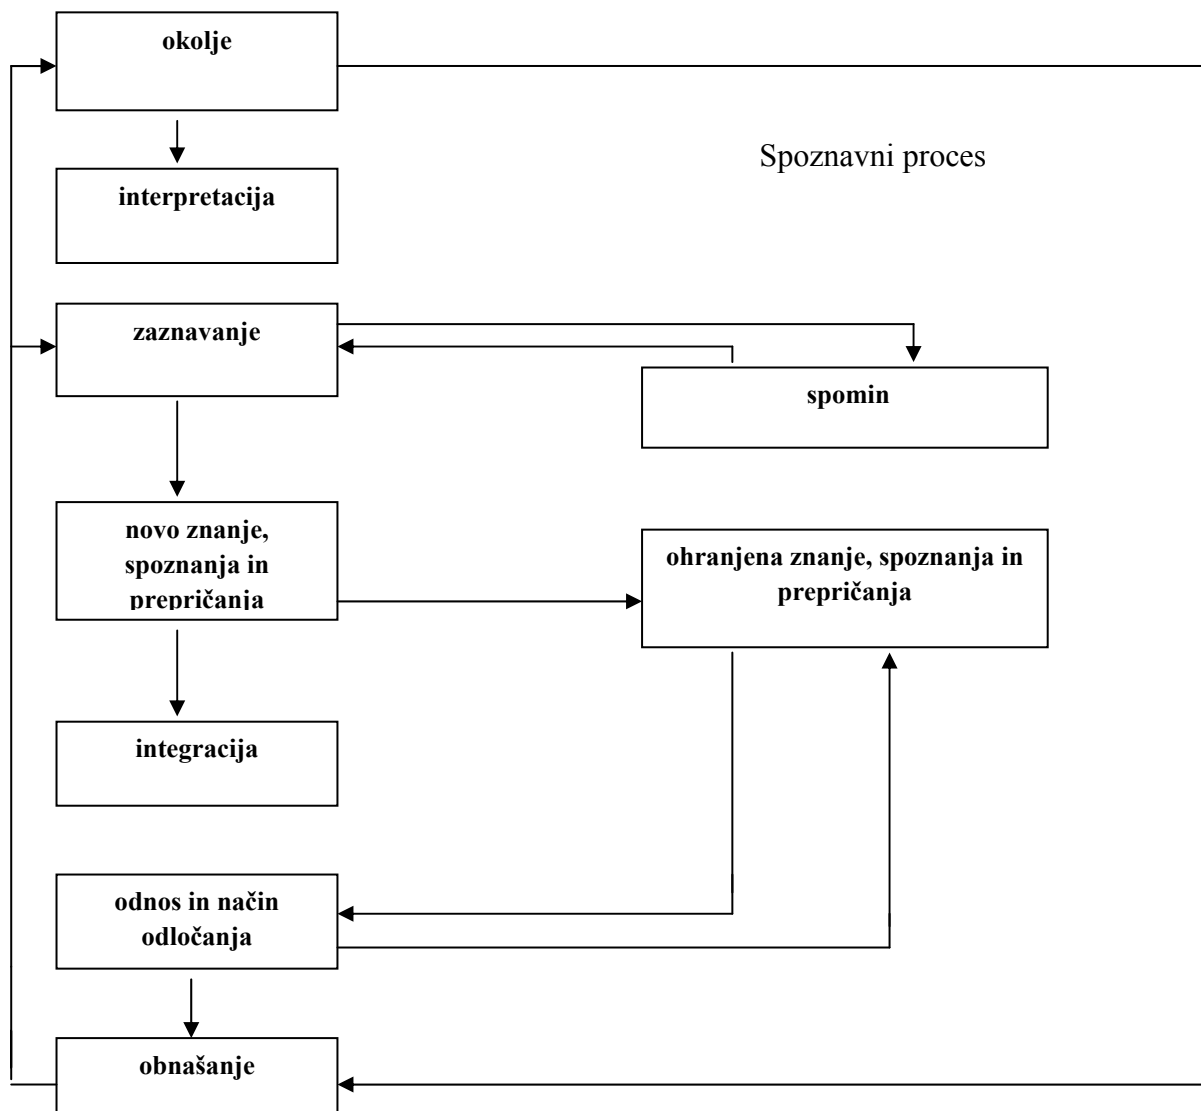 okolje
Spoznavni proces
interpretacija
zaznavanje
spomin
novo znanje,
spoznanja in
prepričanja
ohranjena znanje, spoznanja in
prepričanja
integracija
odnos in način
odločanja
obnašanje